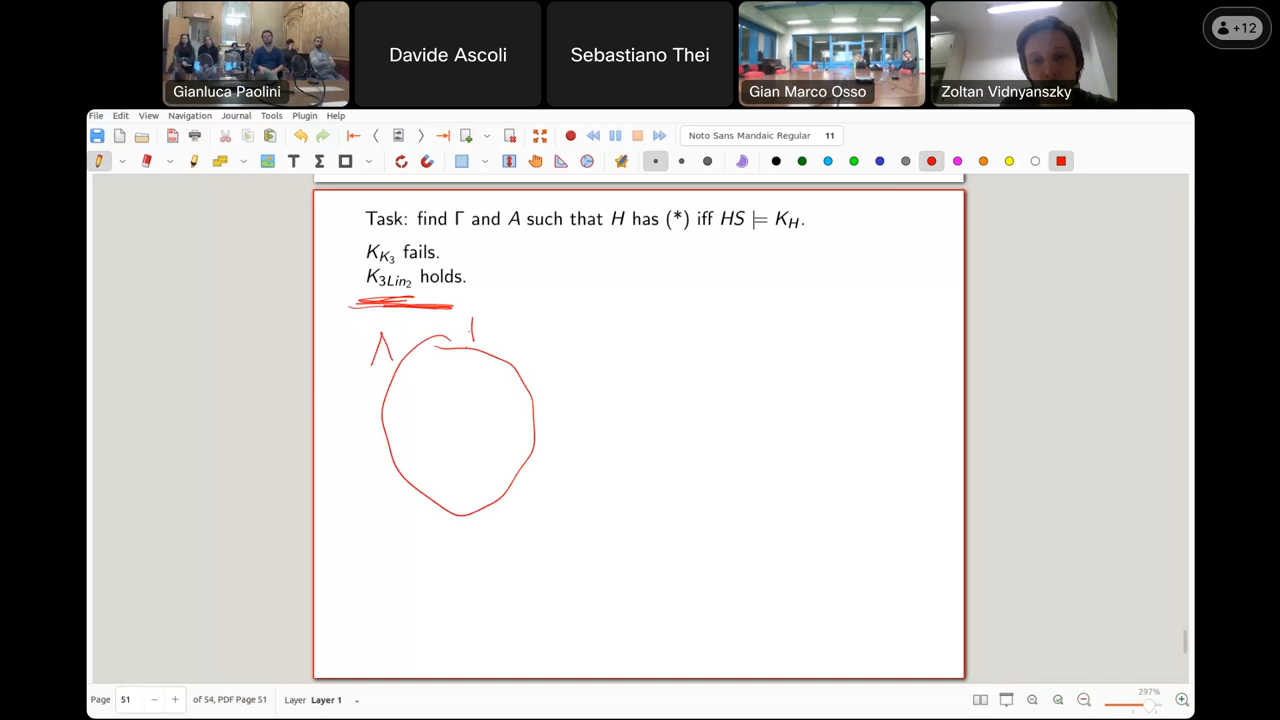 Davide Ascoli
Sebastiano Thei
+12
Gianluca Paolini
Gian Marco Osso
Zoltan Vidnyanszky
File Edit View Navigation Journal Tools Plugin Help
Noto Sans Mandaic Regular 11
Task: find Γ and A such that H has (*) iff HS ⊨ K_H.
K_{K_3} fails.
K_{3Lin_2} holds.
Page 51 of 54, PDF Page 51 Layer Layer 1
297%